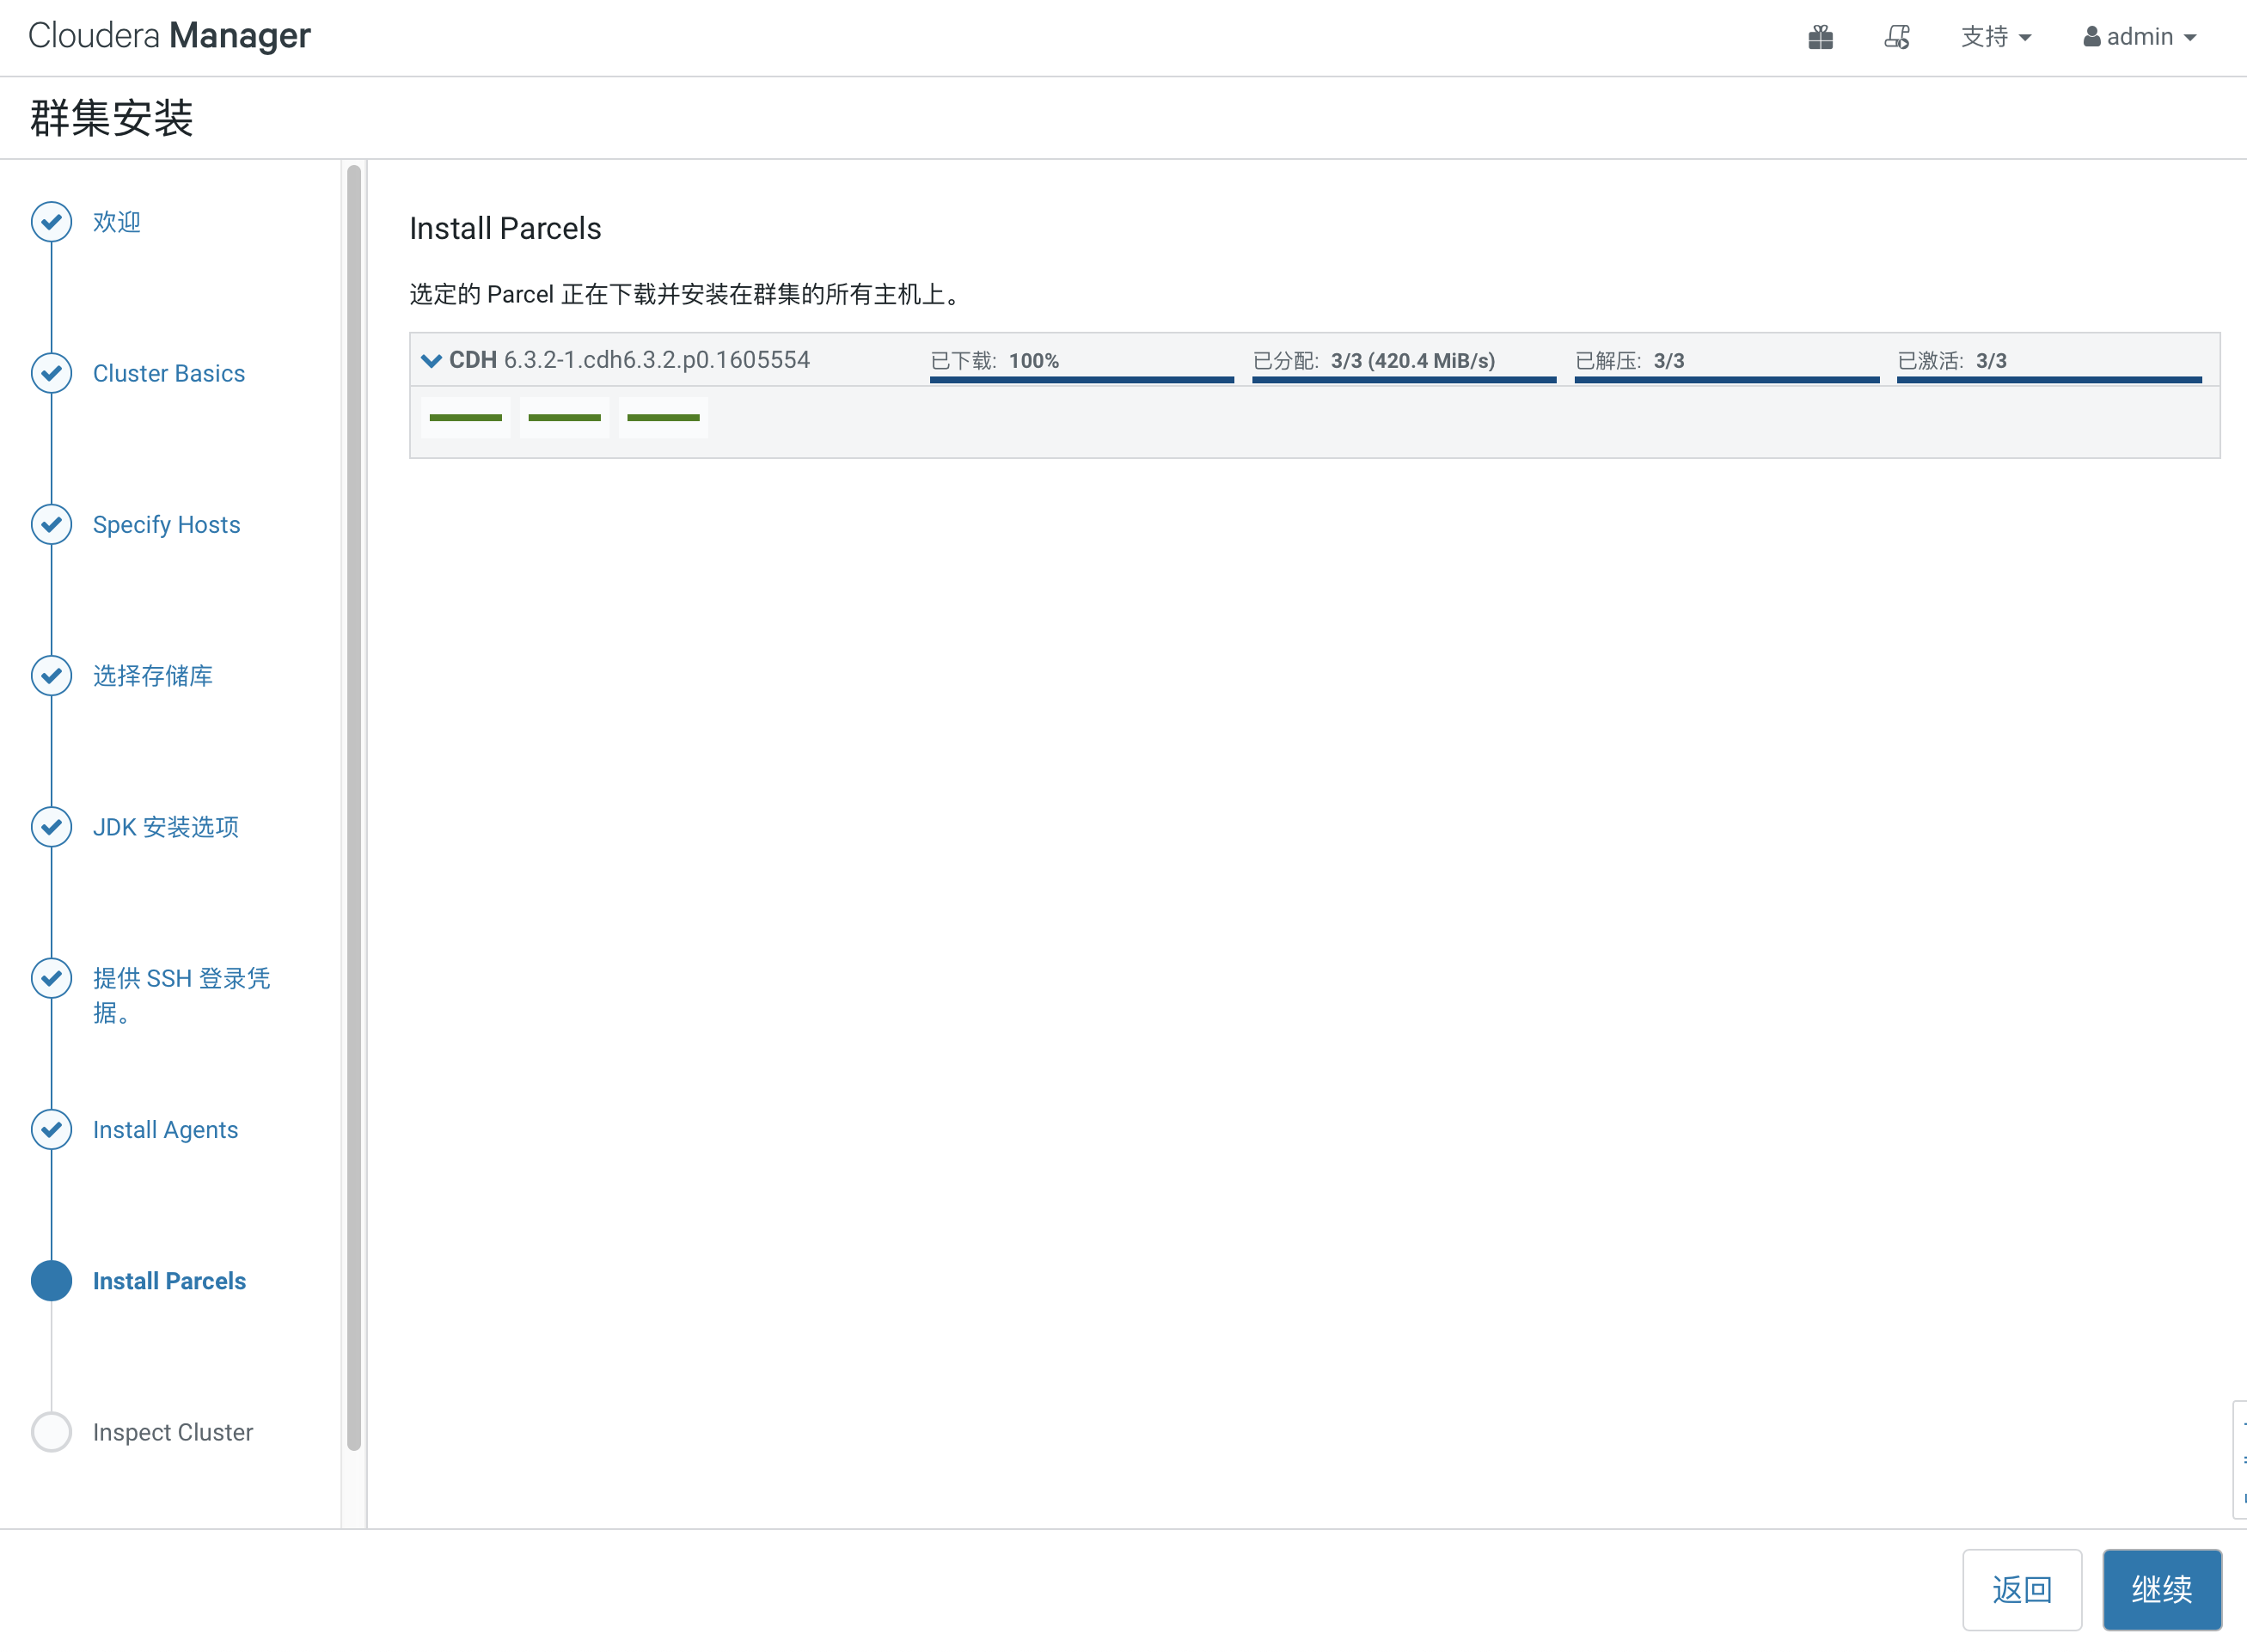 Cloudera Manager
支持
admin
群集安装
欢迎
Cluster Basics
Specify Hosts
选择存储库
JDK 安装选项
提供 SSH 登录凭
据。
Install Agents
Install Parcels
Inspect Cluster
Install Parcels
选定的 Parcel 正在下载并安装在群集的所有主机上。
CDH 6.3.2-1.cdh6.3.2.p0.1605554 已下载: 100% 已分配: 3/3 (420.4 MiB/s) 已解压: 3/3 已激活: 3/3
返回
继续